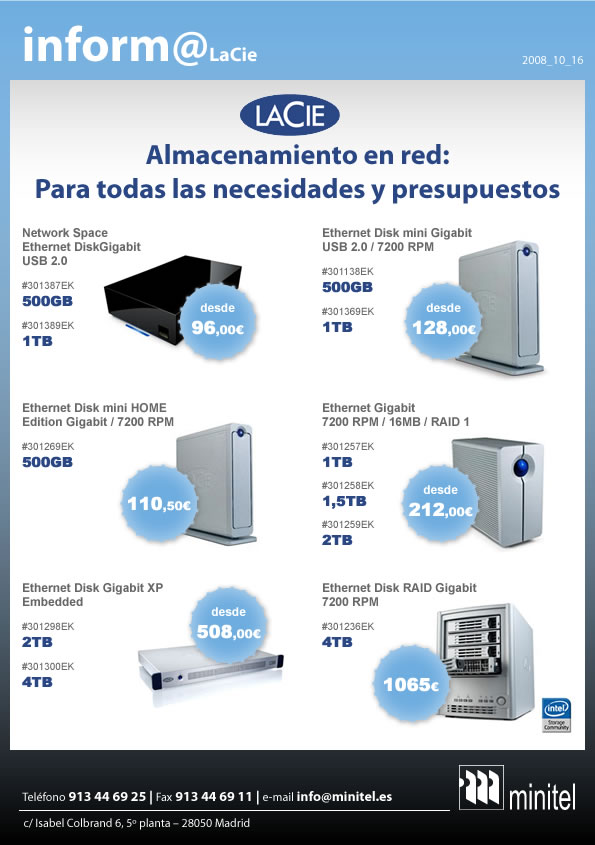 inform@LaCie
2008_10_16
LACIE
Almacenamiento en red:
Para todas las necesidades y presupuestos
Network Space
Ethernet DiskGigabit
USB 2.0
#301387EK
500GB
#301389EK
1TB
desde
96,00€
Ethernet Disk mini Gigabit
USB 2.0 / 7200 RPM
#301138EK
500GB
#301369EK
1TB
desde
128,00€
Ethernet Disk mini HOME
Edition Gigabit / 7200 RPM
#301269EK
500GB
110,50€
Ethernet Gigabit
7200 RPM / 16MB / RAID 1
#301257EK
1TB
#301258EK
1,5TB
#301259EK
2TB
desde
212,00€
Ethernet Disk Gigabit XP
Embedded
#301298EK
2TB
#301300EK
4TB
desde
508,00€
Ethernet Disk RAID Gigabit
7200 RPM
#301236EK
4TB
1065€
intel
Storage
Community
Teléfono 913 44 69 25 | Fax 913 44 69 11 | e-mail info@minitel.es
c/ Isabel Colbrand 6, 5º planta – 28050 Madrid
minitel